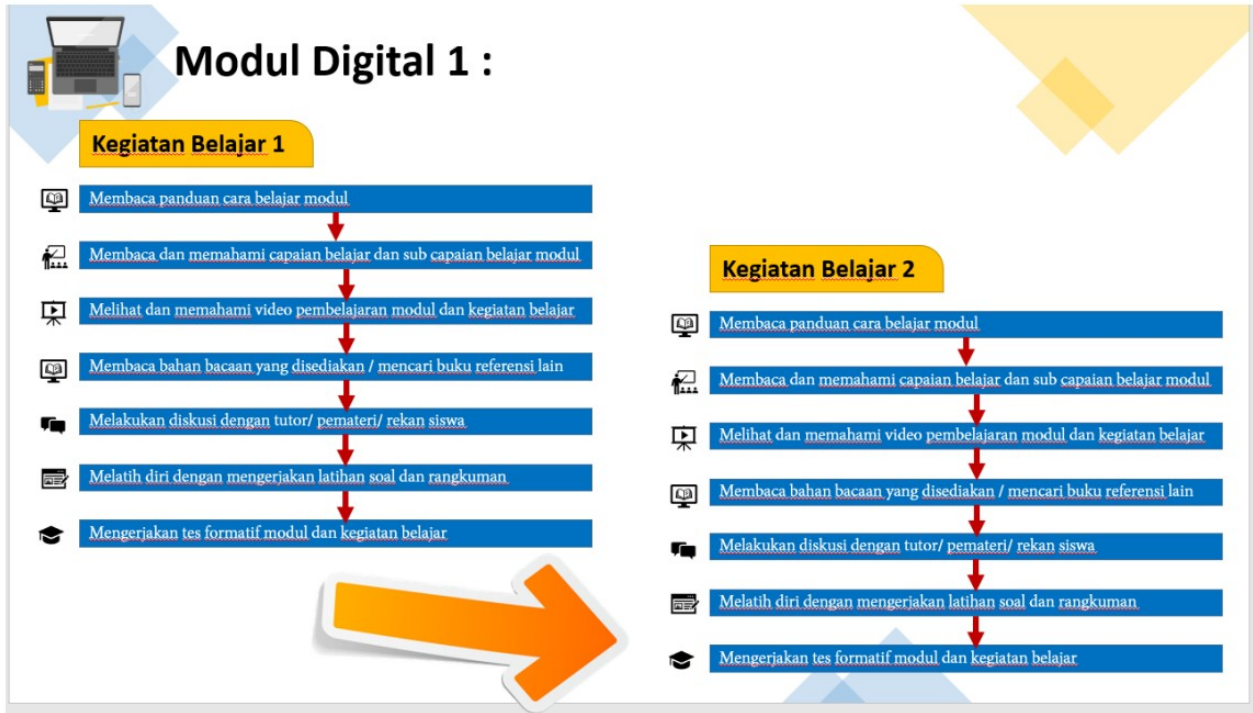 Modul Digital 1 :
Kegiatan Belajar 1
Membaca panduan cara belajar modul
Membaca dan memahami capaian belajar dan sub capaian belajar modul
Melihat dan memahami video pembelajaran modul dan kegiatan belajar
Membaca bahan bacaan yang disediakan / mencari buku referensi lain
Melakukan diskusi dengan tutor/ pemateri/ rekan siswa
Melatih diri dengan mengerjakan latihan soal dan rangkuman
Mengerjakan tes formatif modul dan kegiatan belajar
Kegiatan Belajar 2
Membaca panduan cara belajar modul
Membaca dan memahami capaian belajar dan sub capaian belajar modul
Melihat dan memahami video pembelajaran modul dan kegiatan belajar
Membaca bahan bacaan yang disediakan / mencari buku referensi lain
Melakukan diskusi dengan tutor/ pemateri/ rekan siswa
Melatih diri dengan mengerjakan latihan soal dan rangkuman
Mengerjakan tes formatif modul dan kegiatan belajar